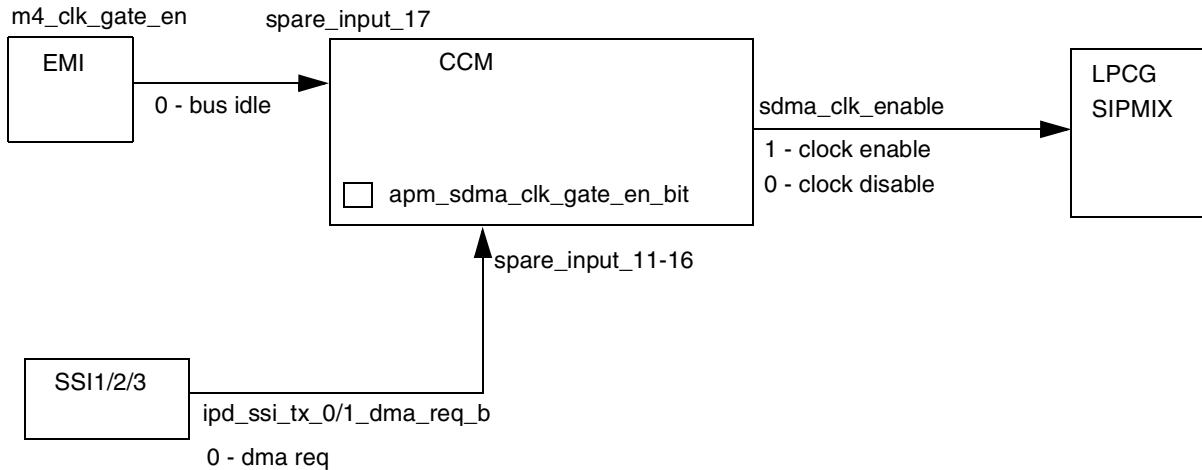 m4_clk_gate_en
spare_input_17
EMI
CCM
LPCG
SIPMIX
0 - bus idle
sdma_clk_enable
1 - clock enable
0 - clock disable
apm_sdma_clk_gate_en_bit
spare_input_11-16
SSI1/2/3
ipd_ssi_tx_0/1_dma_req_b
0 - dma req